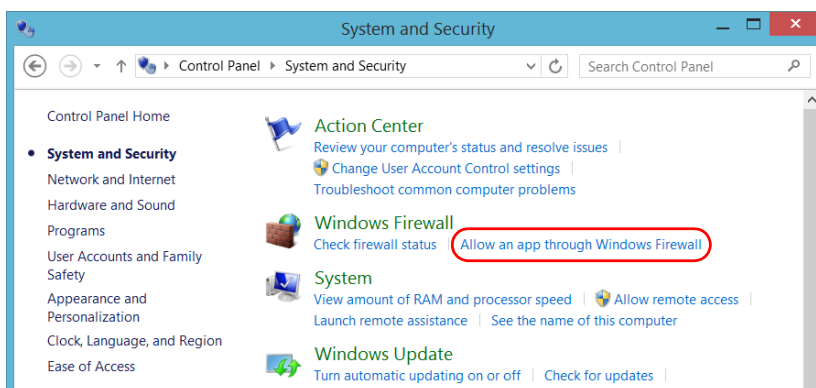 System and Security
Control Panel System and Security
Search Control Panel
Control Panel Home
System and Security
Network and Internet
Hardware and Sound
Programs
User Accounts and Family
Safety
Appearance and
Personalization
Clock, Language, and Region
Ease of Access
Action Center
Review your computer's status and resolve issues
Change User Account Control settings
Troubleshoot common computer problems
Windows Firewall
Check firewall status Allow an app through Windows Firewall
System
View amount of RAM and processor speed Allow remote access
Launch remote assistance See the name of this computer
Windows Update
Turn automatic updating on or off Check for updates